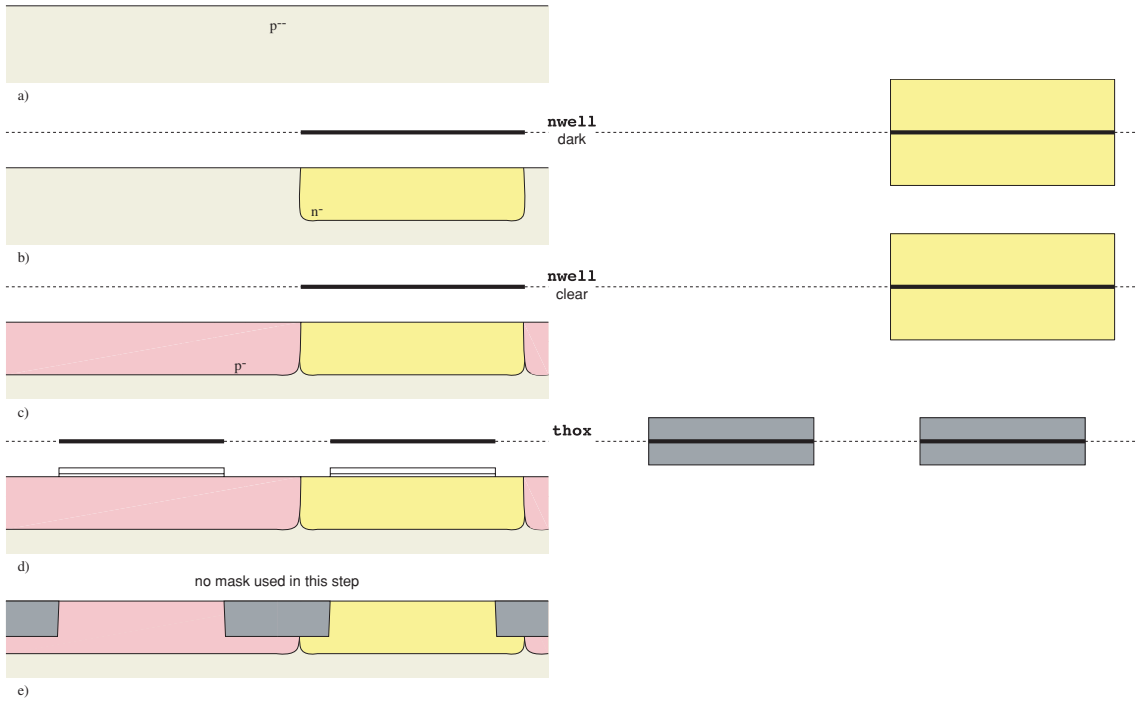 p--
a)
nwell
dark
n-
b)
nwell
clear
p-
c)
thox
d)
no mask used in this step
e)